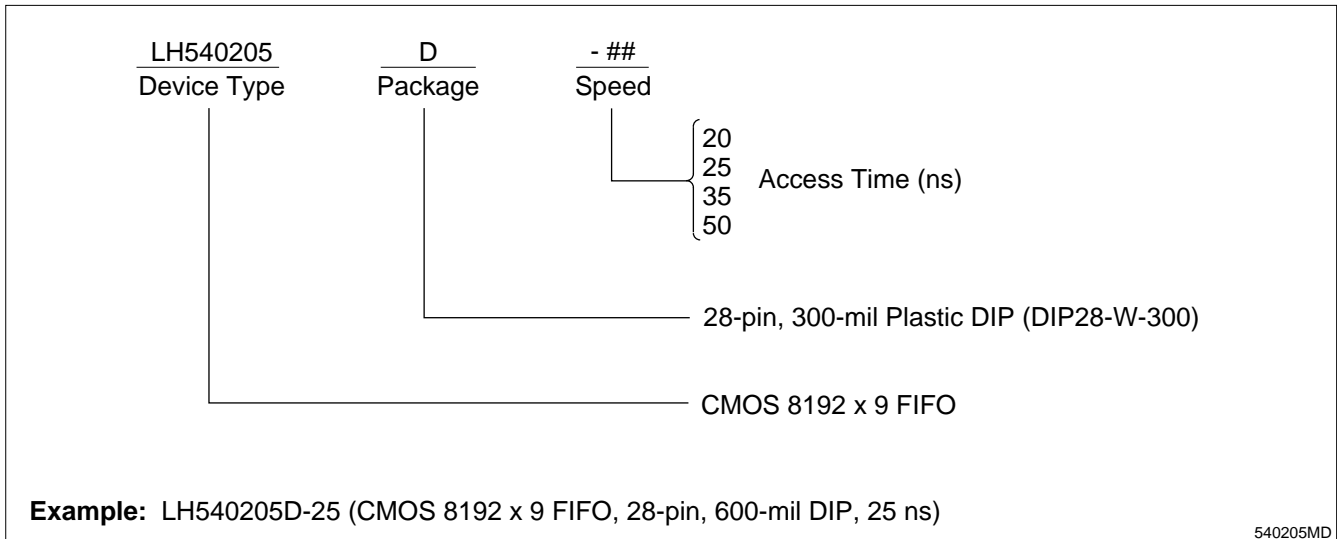 LH540205 D - ##
Device Type Package Speed
20
25
35
50
Access Time (ns)
28-pin, 300-mil Plastic DIP (DIP28-W-300)
CMOS 8192 x 9 FIFO
Example: LH540205D-25 (CMOS 8192 x 9 FIFO, 28-pin, 600-mil DIP, 25 ns)
540205MD